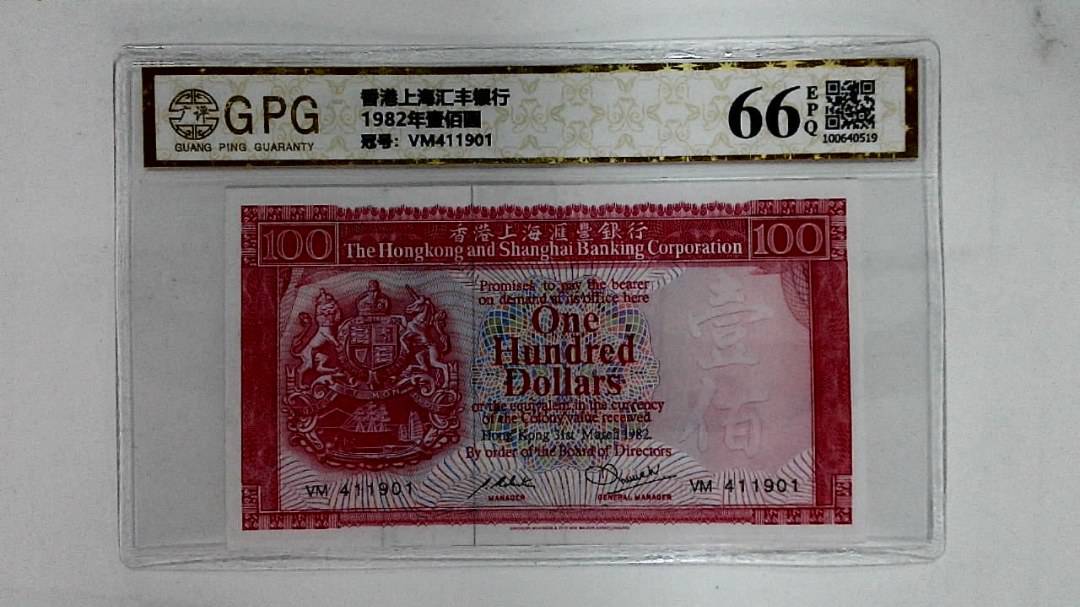 广评
GPG
GUANG PING GUARANTY
香港上海汇丰银行
1982年壹佰圆
冠号: VM411901
66
EPQ
100640519
香港上海滙豐銀行
100 The Hongkong and Shanghai Banking Corporation 100
Promises to pay the bearer
on demand at its office here
One
Hundred
Dollars
or the equivalent in the currency
of the Colony value received
Hong Kong 31st March 1982
By order of the Board of Directors
壹佰
VM 411901
MANAGER
GENERAL MANAGER
VM 411901